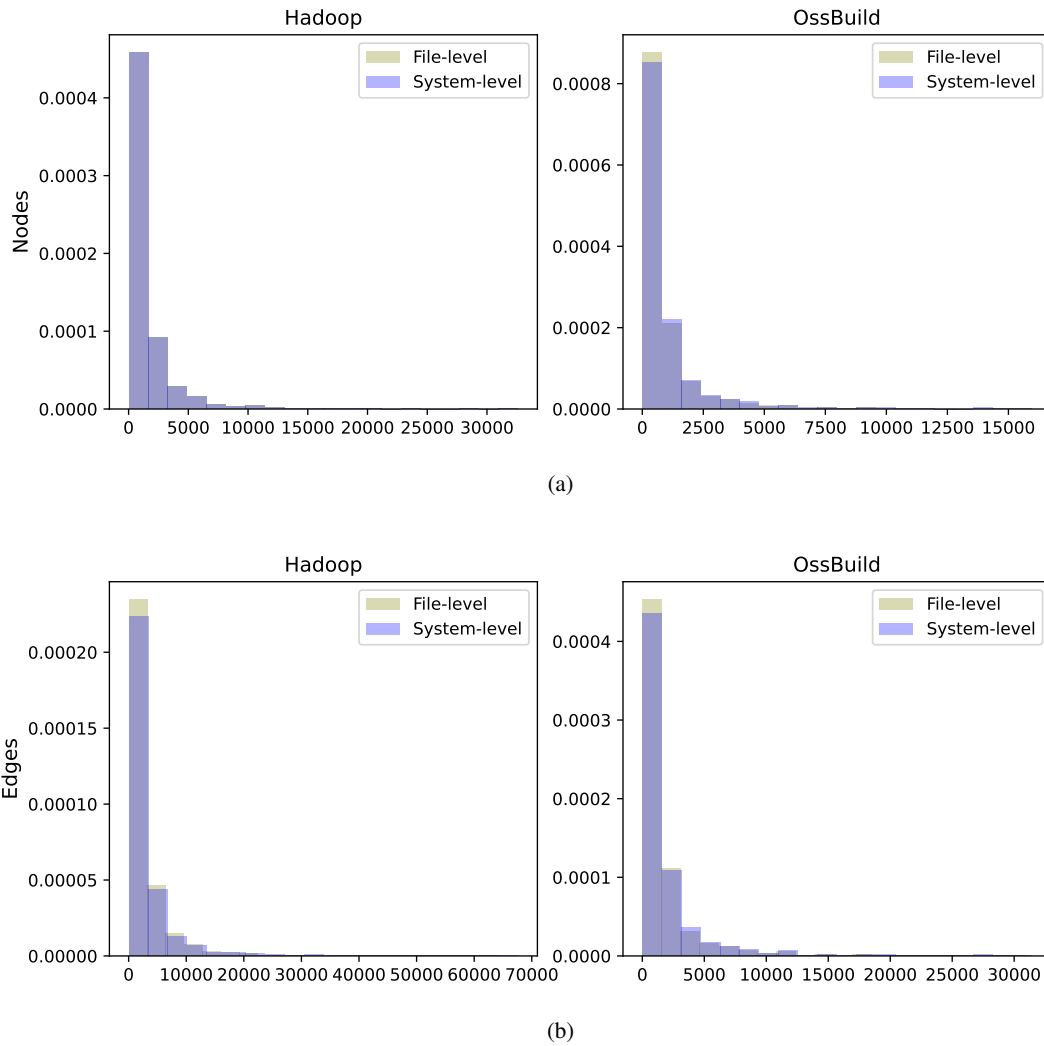 Hadoop
OssBuild
File-level
System-level
File-level
System-level
Nodes
0.0004
0.0003
0.0002
0.0001
0.0000
0.0008
0.0006
0.0004
0.0002
0.0000
0 5000 10000 15000 20000 25000 30000
0 2500 5000 7500 10000 12500 15000
(a)
Hadoop
OssBuild
File-level
System-level
File-level
System-level
Edges
0.00020
0.00015
0.00010
0.00005
0.00000
0.0004
0.0003
0.0002
0.0001
0.0000
0 10000 20000 30000 40000 50000 60000 70000
0 5000 10000 15000 20000 25000 30000
(b)